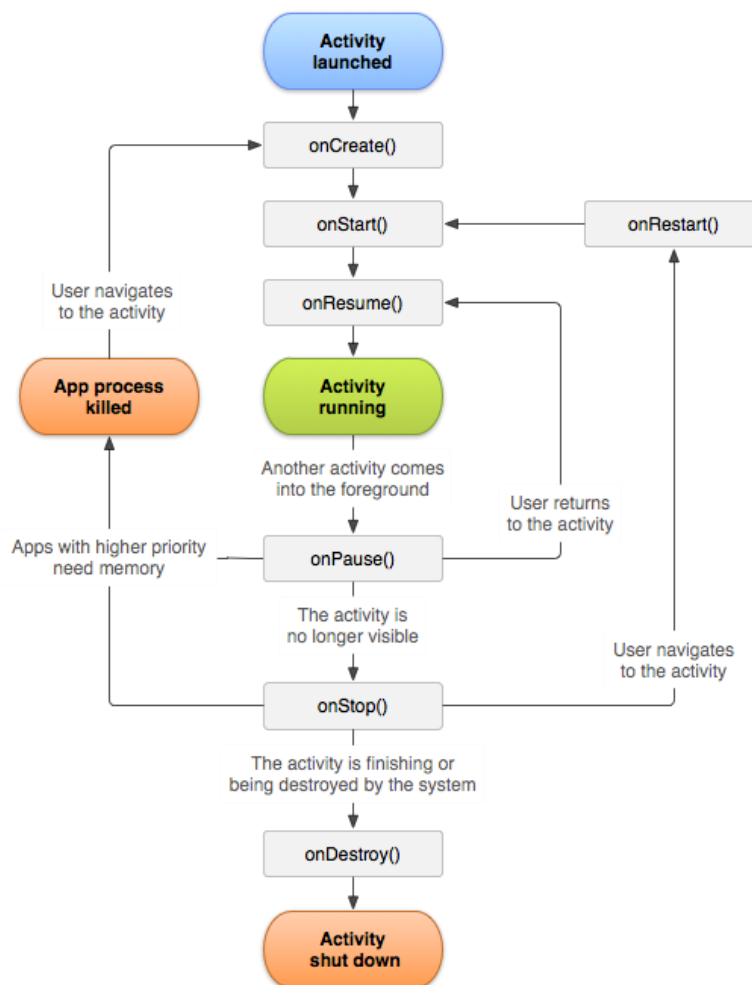 Activity
launched
onCreate()
onStart()
onRestart()
User navigates
to the activity
onResume()
App process
killed
Activity
running
Another activity comes
into the foreground
User returns
to the activity
Apps with higher priority
need memory
onPause()
The activity is
no longer visible
User navigates
to the activity
onStop()
The activity is finishing or
being destroyed by the system
onDestroy()
Activity
shut down